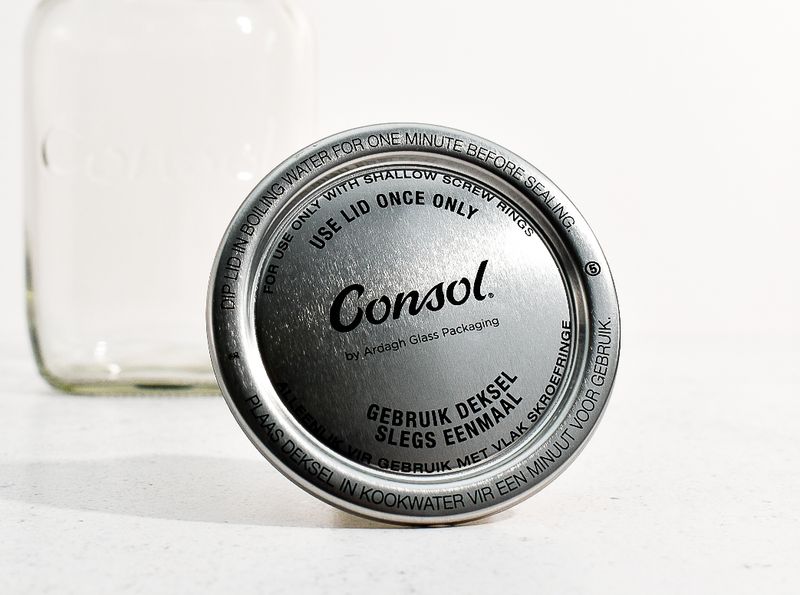 DIP LID IN BOILING WATER FOR ONE MINUTE BEFORE SEALING.
FOR USE ONLY WITH SHALLOW SCREW RINGS
USE LID ONCE ONLY
Consol®
by Ardagh Glass Packaging
GEBRUIK DEKSEL
SLEGS EENMAAL
ALLEENLIK VIR GEBRUIK MET VLAK SKROEFRINGE
PLAAS DEKSEL IN KOOKWATER VIR EEN MINUUT VOOR GEBRUIK.
5
Consol